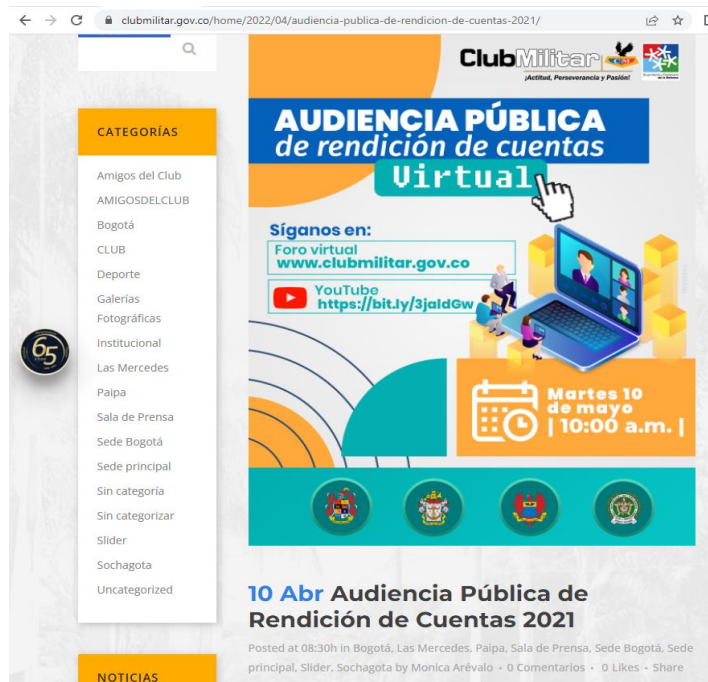 clubmilitar.gov.co/home/2022/04/audiencia-publica-de-rendicion-de-cuentas-2021/
CATEGORÍAS
Amigos del Club
AMIGOSDELCLUB
Bogotá
CLUB
Deporte
Galerías
Fotográficas
Institucional
Las Mercedes
Paipa
Sala de Prensa
Sede Bogotá
Sede principal
Sin categoría
Sin categorizar
Slider
Sochagota
Uncategorized
NOTICIAS
65
ClubMilitar
¡Actitud, Perseverancia y Pasión!
AUDIENCIA PÚBLICA
de rendición de cuentas
Virtual
Síganos en:
Foro virtual
www.clubmilitar.gov.co
YouTube
https://bit.ly/3jaIdGw
Martes 10
de mayo
| 10:00 a.m. |
10 Abr Audiencia Pública de
Rendición de Cuentas 2021
Posted at 08:30h in Bogotá, Las Mercedes, Paipa, Sala de Prensa, Sede Bogotá, Sede
principal, Slider, Sochagota by Monica Arévalo • 0 Comentarios • 0 Likes • Share